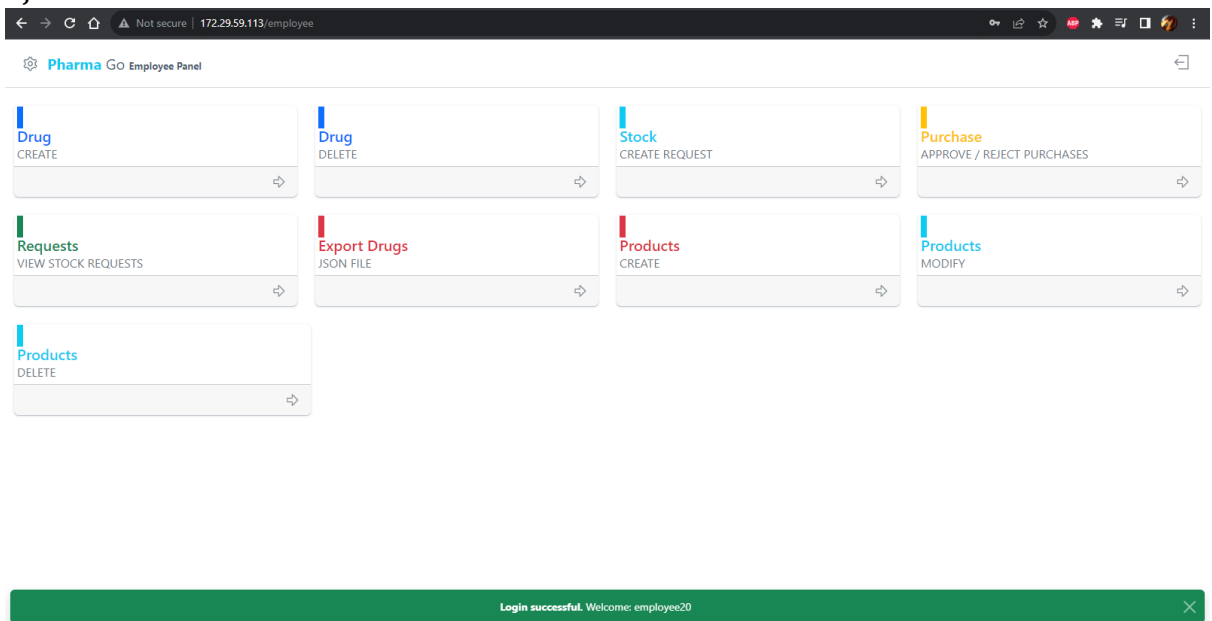 Not secure | 172.29.59.113/employee
ABP
Pharma Go Employee Panel
Drug
CREATE
Drug
DELETE
Stock
CREATE REQUEST
Purchase
APPROVE / REJECT PURCHASES
Requests
VIEW STOCK REQUESTS
Export Drugs
JSON FILE
Products
CREATE
Products
MODIFY
Products
DELETE
Login successful. Welcome: employee20